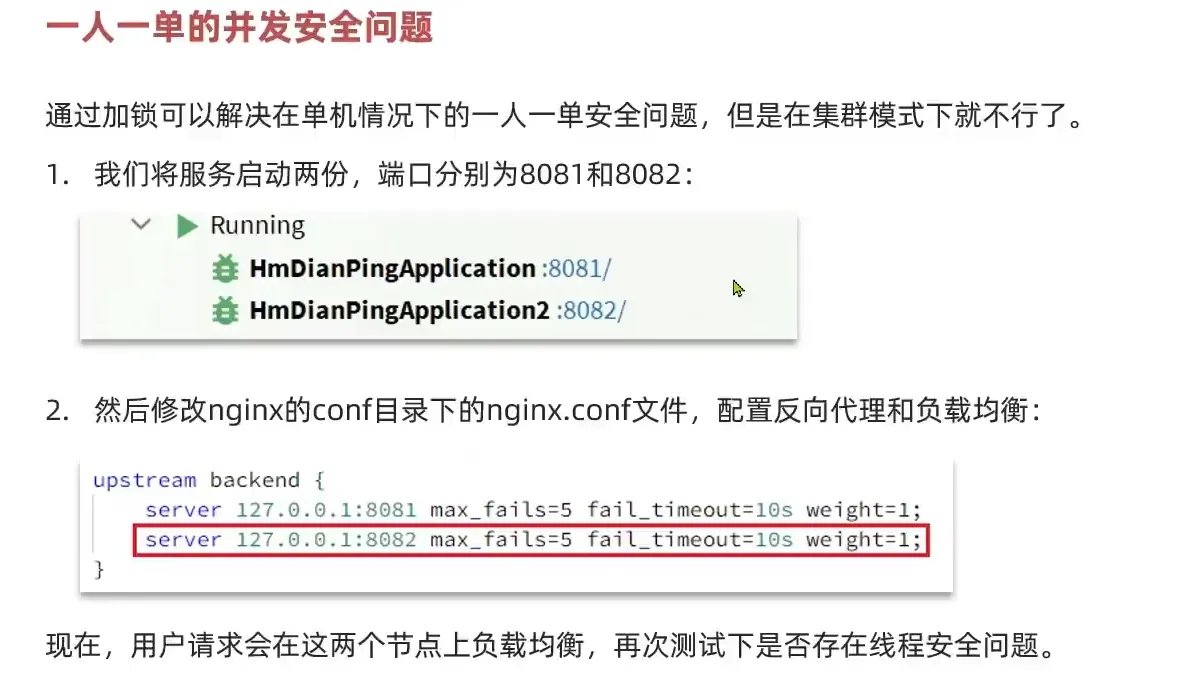 一人一单的并发安全问题
通过加锁可以解决在单机情况下的一人一单安全问题，但是在集群模式下就不行了。
1. 我们将服务启动两份，端口分别为8081和8082：
Running
HmDianPingApplication :8081/
HmDianPingApplication2 :8082/
2. 然后修改nginx的conf目录下的nginx.conf文件，配置反向代理和负载均衡：
upstream backend {
server 127.0.0.1:8081 max_fails=5 fail_timeout=10s weight=1;
server 127.0.0.1:8082 max_fails=5 fail_timeout=10s weight=1;
}
现在，用户请求会在这两个节点上负载均衡，再次测试下是否存在线程安全问题。